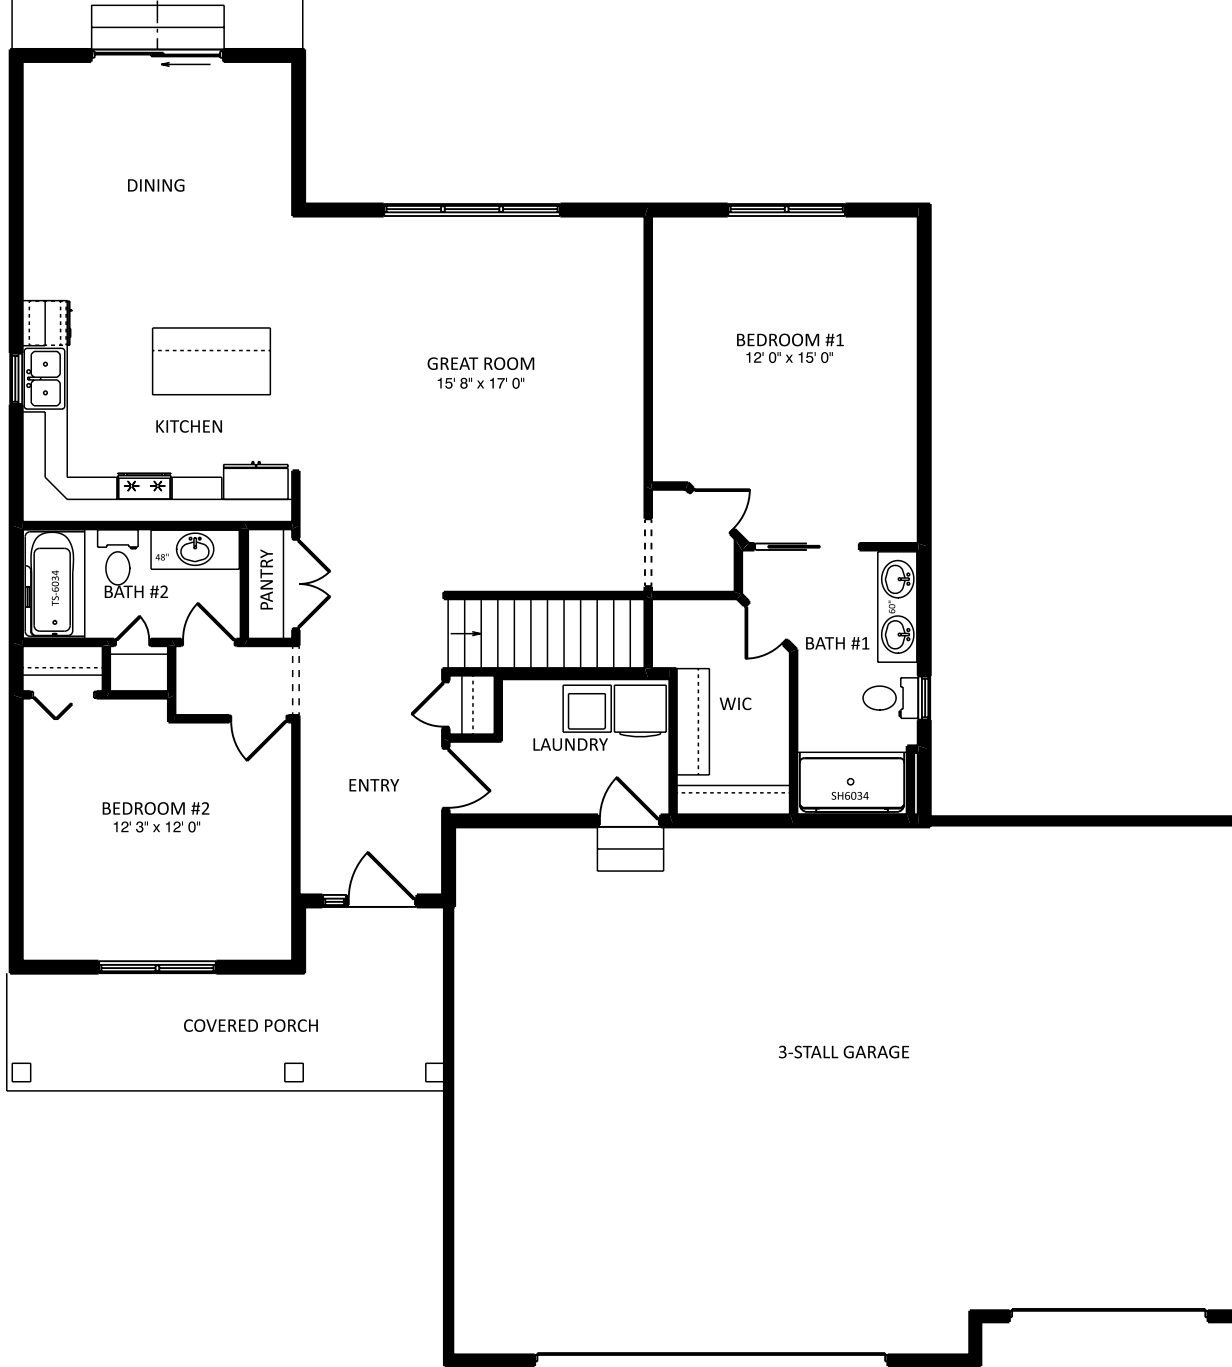 DINING
BEDROOM #1
12' 0" x 15' 0"
GREAT ROOM
15' 8" x 17' 0"
KITCHEN
48"
TS-6034
BATH #2
PANTRY
60"
BATH #1
WIC
LAUNDRY
ENTRY
SH6034
BEDROOM #2
12' 3" x 12' 0"
COVERED PORCH
3-STALL GARAGE